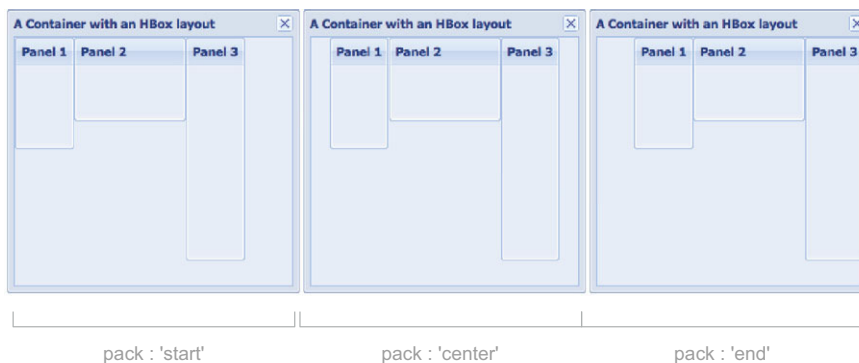 A Container with an HBox layout
Panel 1 Panel 2 Panel 3
A Container with an HBox layout
Panel 1 Panel 2 Panel 3
A Container with an HBox layout
Panel 1 Panel 2 Panel 3
pack : 'start'
pack : 'center'
pack : 'end'